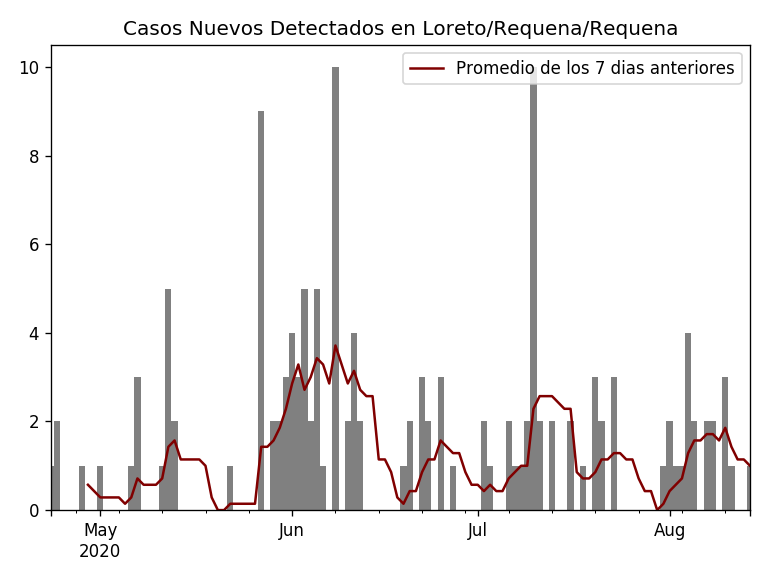 Casos Nuevos Detectados en Loreto/Requena/Requena
Promedio de los 7 dias anteriores
10
8
6
4
2
0
May
2020
Jun
Jul
Aug